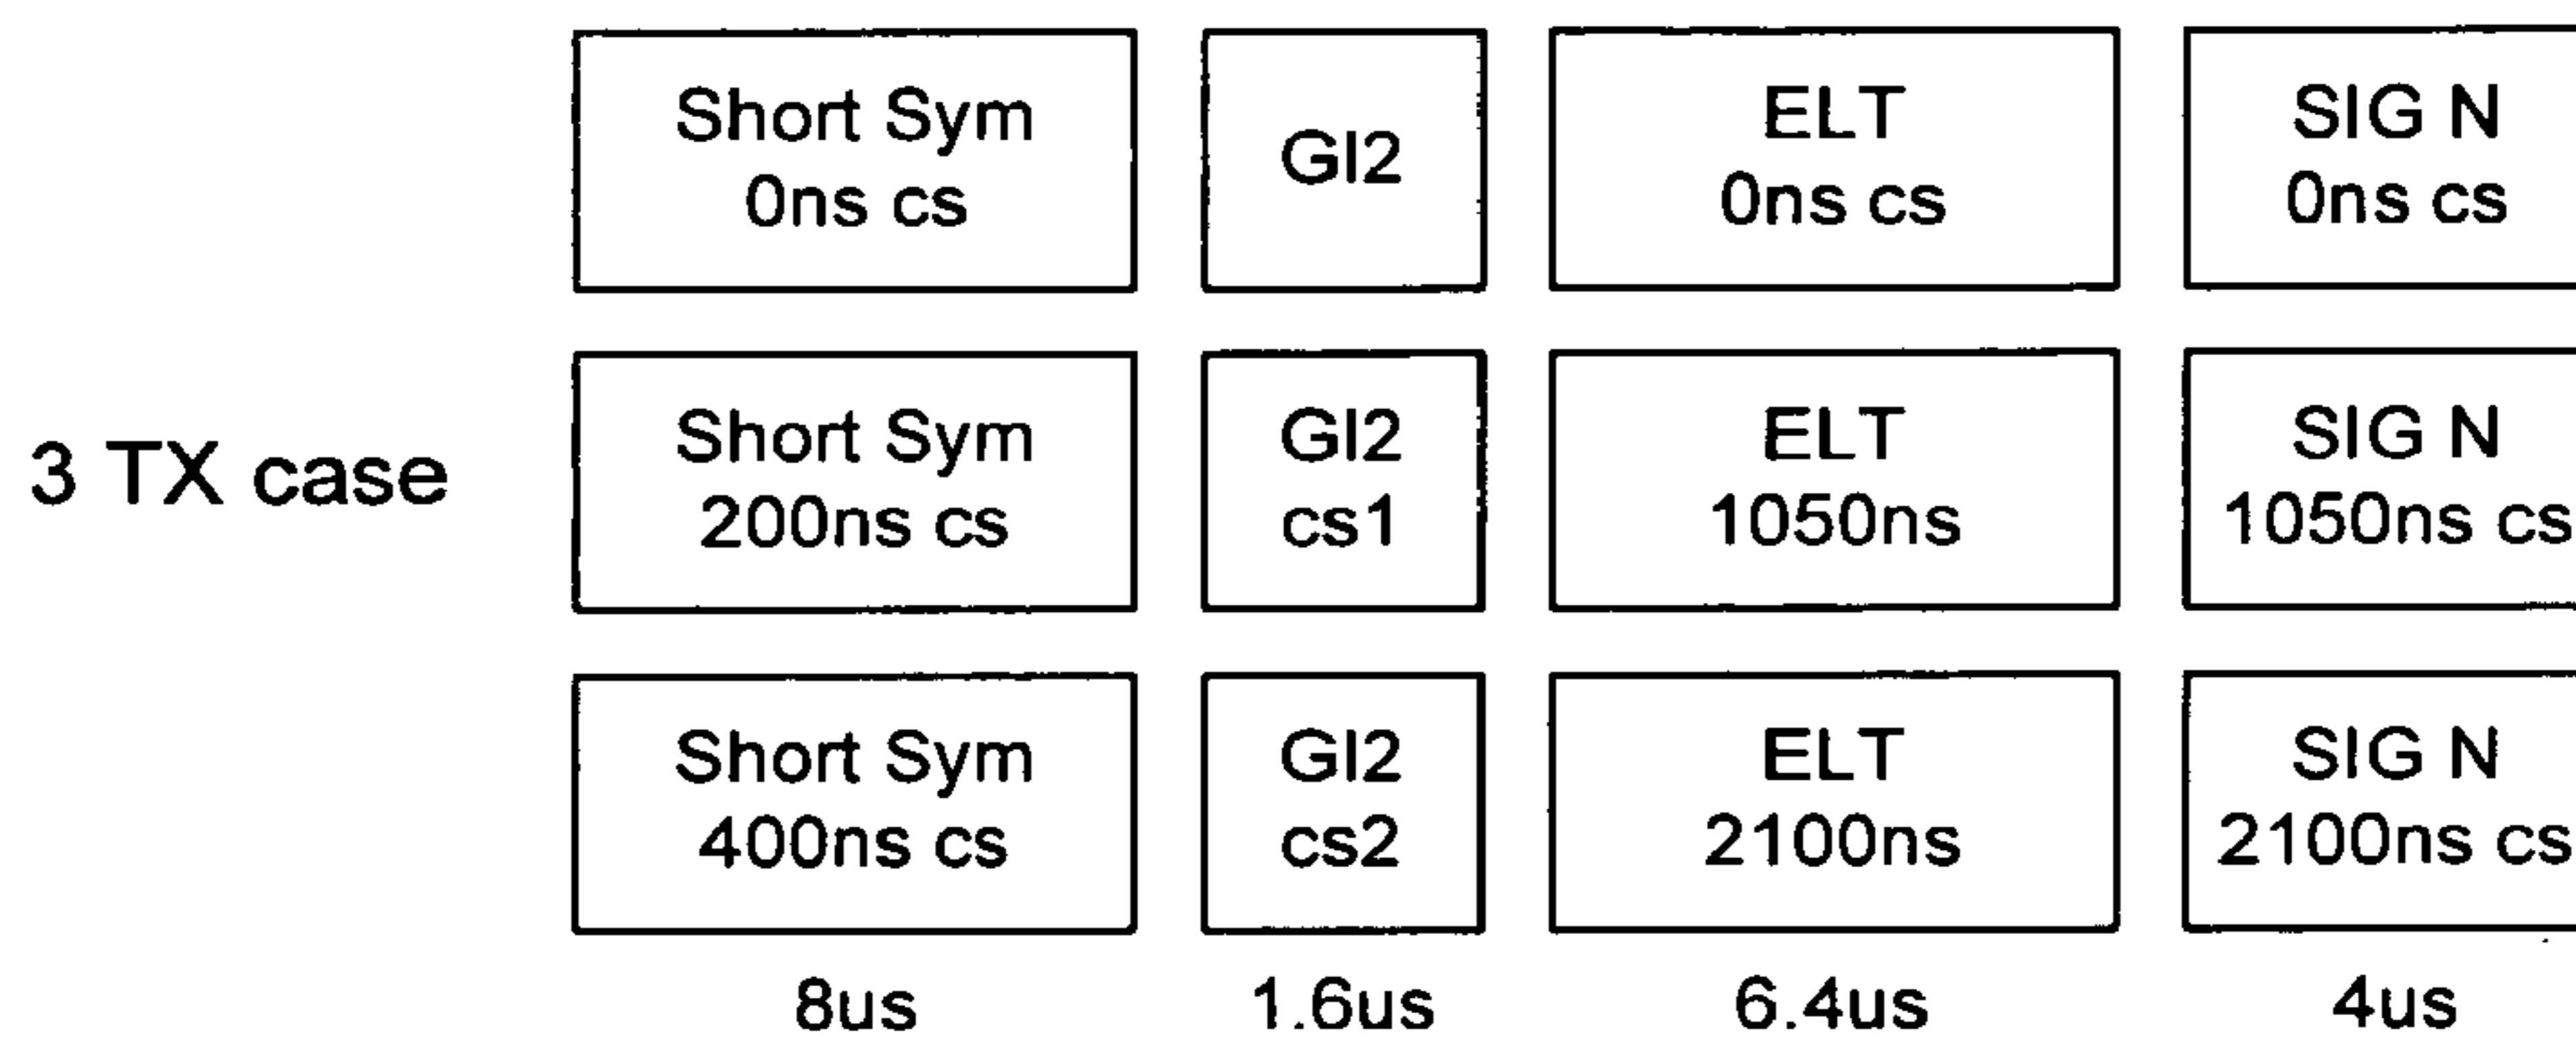 Short Sym
0ns cs
GI2
ELT
0ns cs
SIG N
0ns cs
3 TX case
Short Sym
200ns cs
GI2
cs1
ELT
1050ns
SIG N
1050ns cs
Short Sym
400ns cs
GI2
cs2
ELT
2100ns
SIG N
2100ns cs
8us
1.6us
6.4us
4us